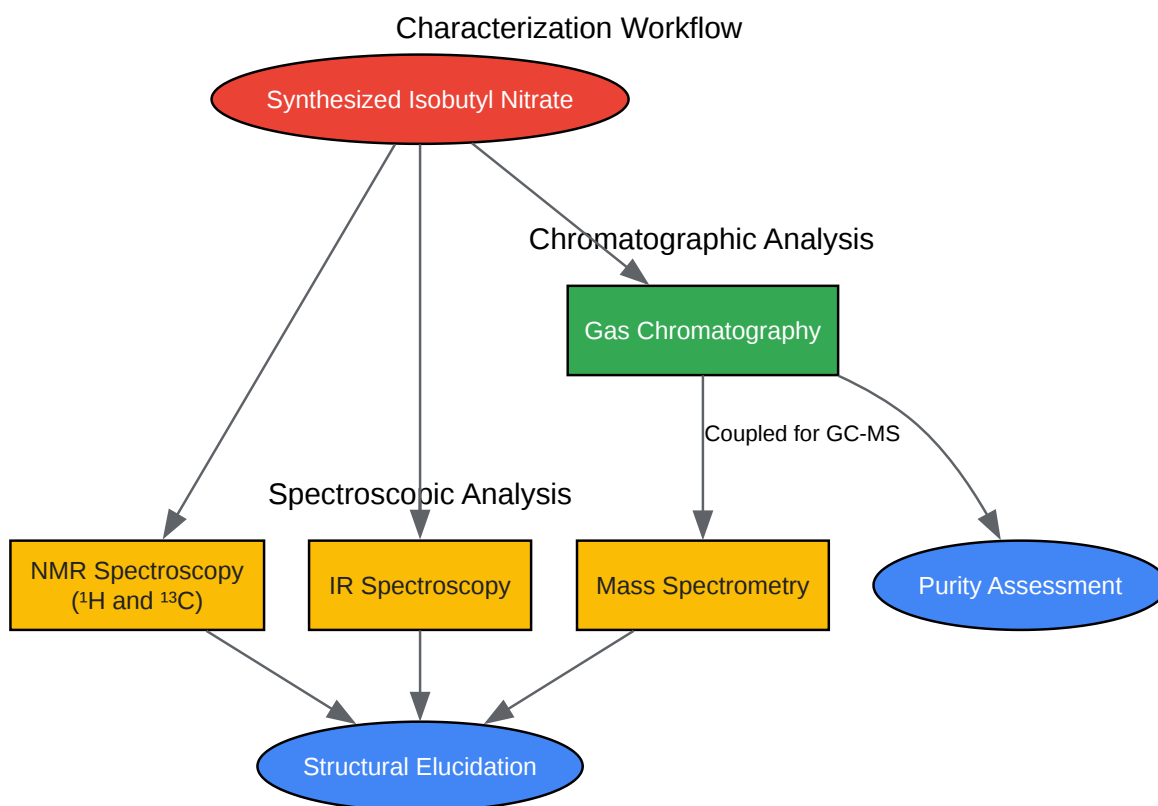 Characterization Workflow
Synthesized Isobutyl Nitrate
Chromatographic Analysis
Gas Chromatography
Coupled for GC-MS
Spectroscopic Analysis
NMR Spectroscopy
(¹H and ¹³C)
IR Spectroscopy
Mass Spectrometry
Purity Assessment
Structural Elucidation